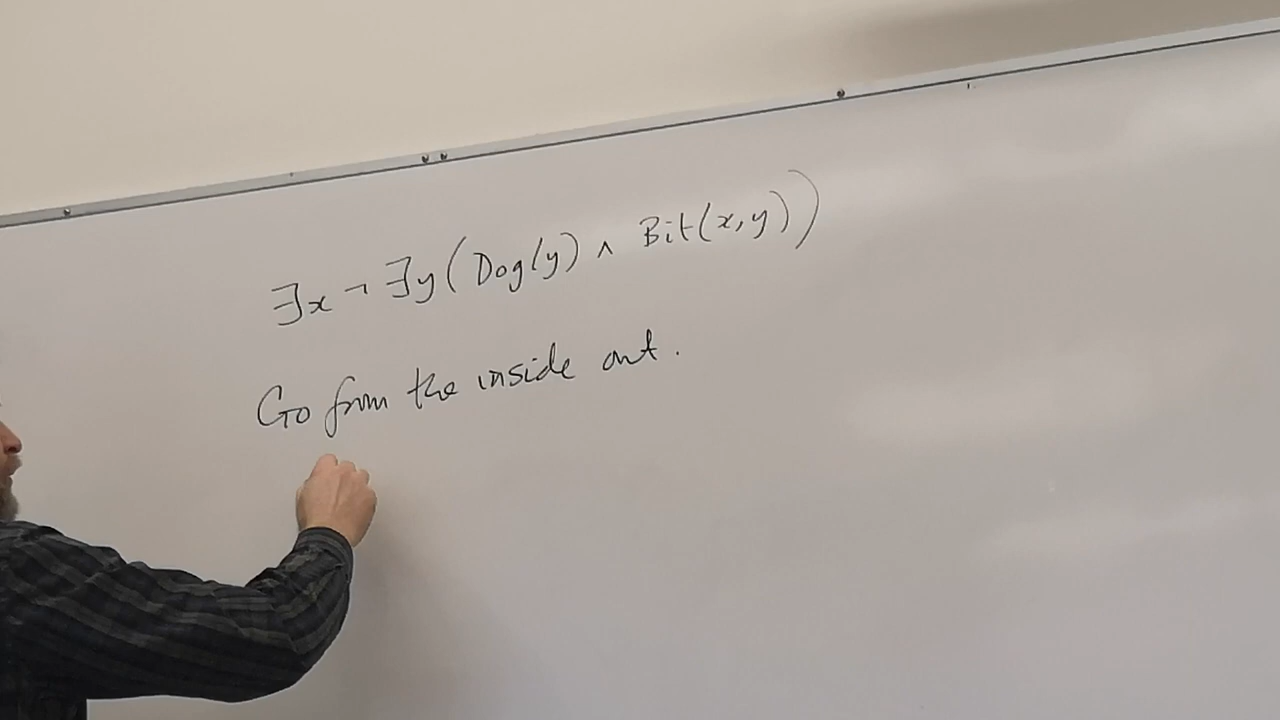 ∃x ¬ ∃y (Dog(y) ∧ Bit(x,y))
Go from the inside out.